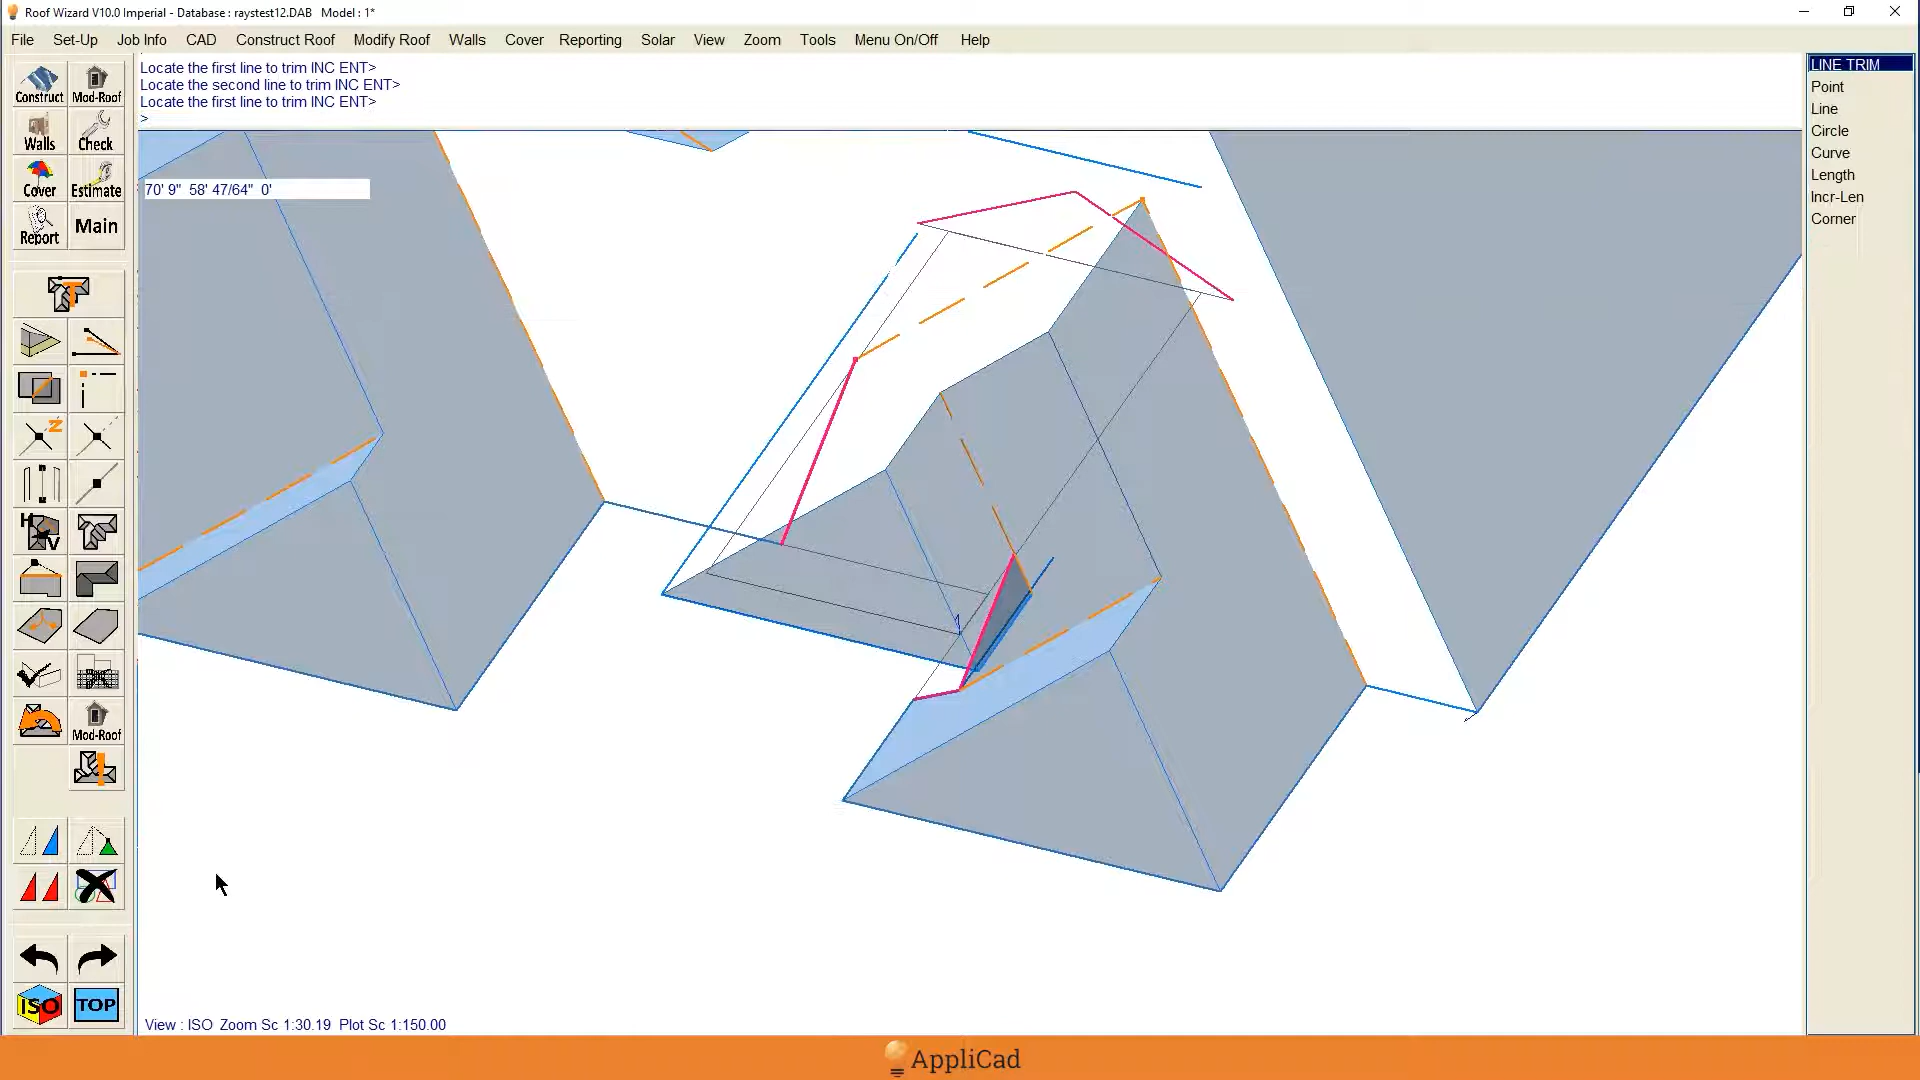 Roof Wizard V10.0 Imperial - Database : raystest12.DAB   Model : 1*
File Set-Up Job Info CAD Construct Roof Modify Roof Walls Cover Reporting Solar View Zoom Tools Menu On/Off Help
Locate the first line to trim INC ENT>
Locate the second line to trim INC ENT>
Locate the first line to trim INC ENT>
>
70' 9"  58' 47/64"  0'
Construct Mod-Roof
Walls Check
Cover Estimate
Report Main
H
V
Z
Mod-Roof
ISO TOP
LINE TRIM
Point
Line
Circle
Curve
Length
Incr-Len
Corner
View : ISO  Zoom Sc 1:30.19  Plot Sc 1:150.00
AppliCad